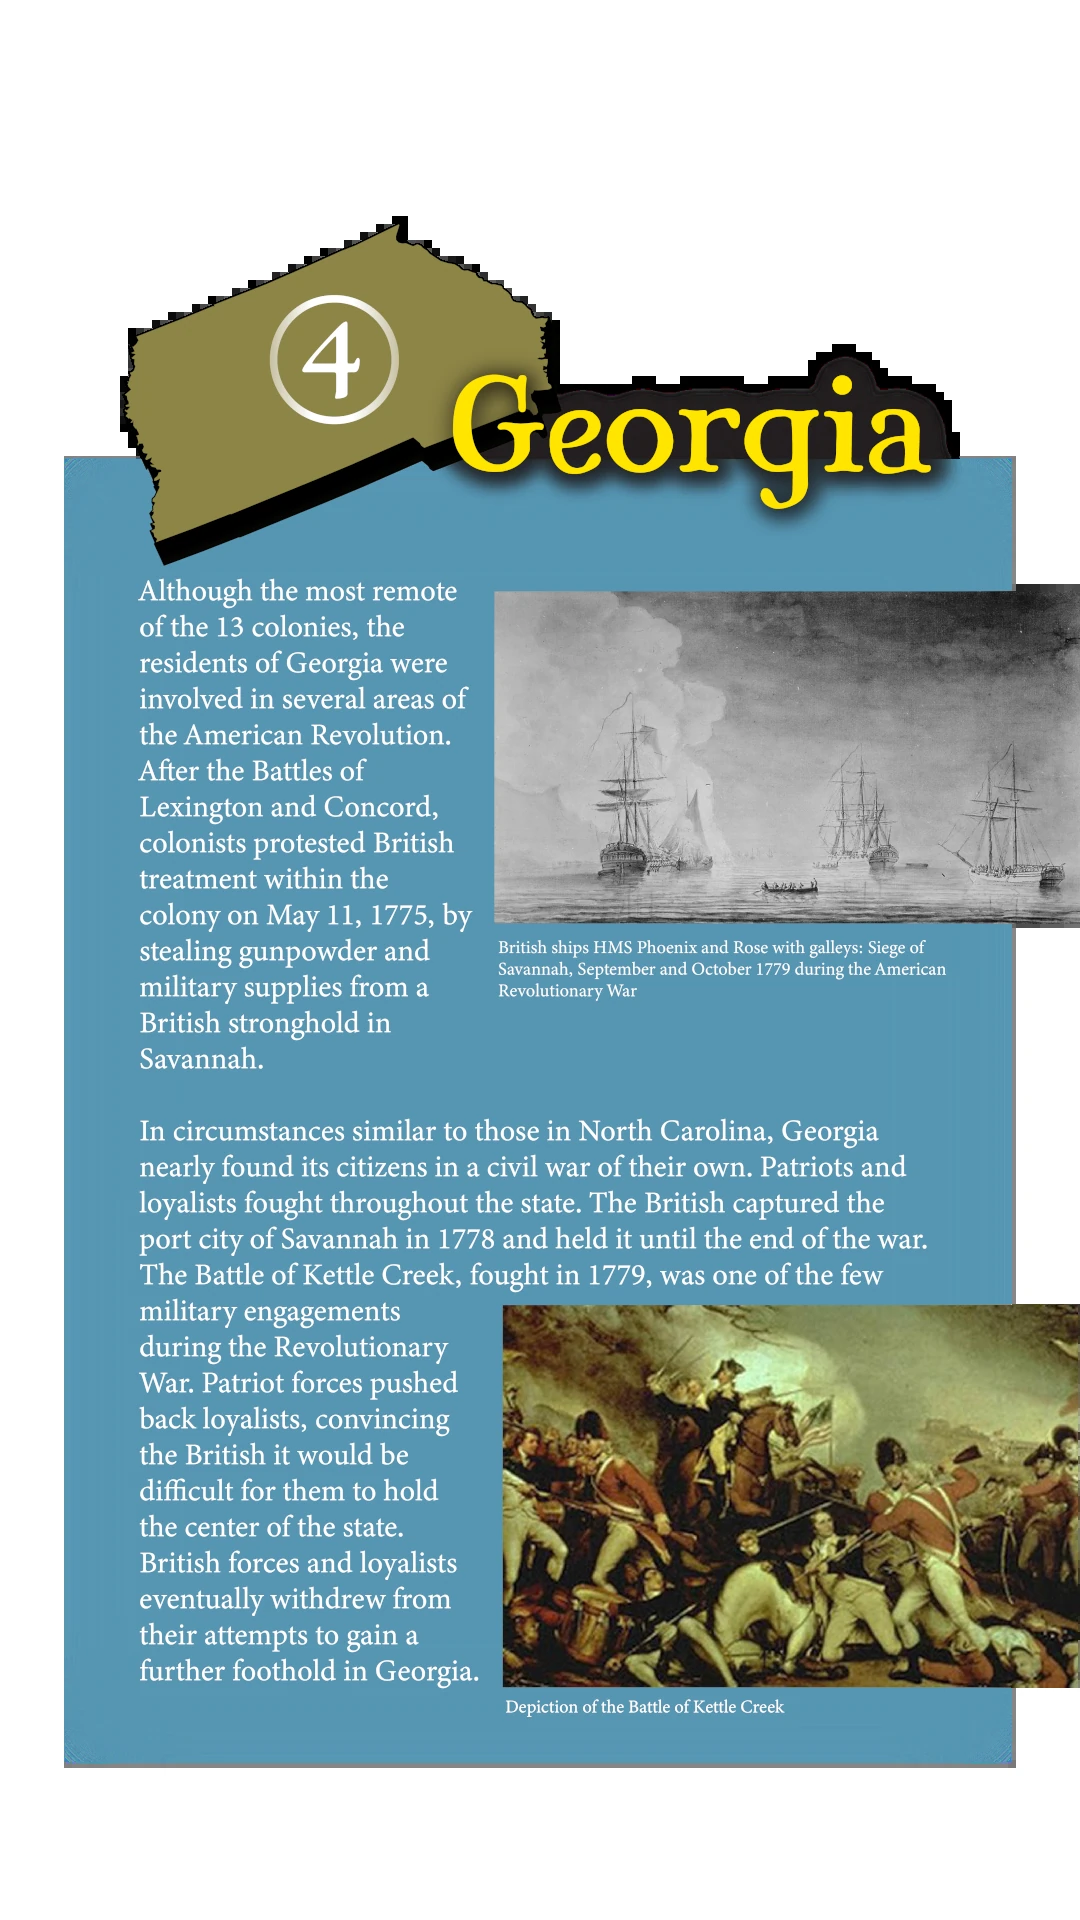 4
Georgia
Although the most remote
of the 13 colonies, the
residents of Georgia were
involved in several areas of
the American Revolution.
After the Battles of
Lexington and Concord,
colonists protested British
treatment within the
colony on May 11, 1775, by
stealing gunpowder and
military supplies from a
British stronghold in
Savannah.
British ships HMS Phoenix and Rose with galleys: Siege of
Savannah, September and October 1779 during the American
Revolutionary War
In circumstances similar to those in North Carolina, Georgia
nearly found its citizens in a civil war of their own. Patriots and
loyalists fought throughout the state. The British captured the
port city of Savannah in 1778 and held it until the end of the war.
The Battle of Kettle Creek, fought in 1779, was one of the few
military engagements
during the Revolutionary
War. Patriot forces pushed
back loyalists, convincing
the British it would be
difficult for them to hold
the center of the state.
British forces and loyalists
eventually withdrew from
their attempts to gain a
further foothold in Georgia.
Depiction of the Battle of Kettle Creek